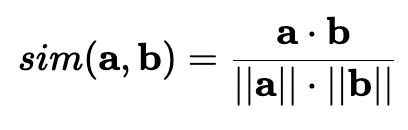 sim(a, b) = a · b / ||a|| · ||b||